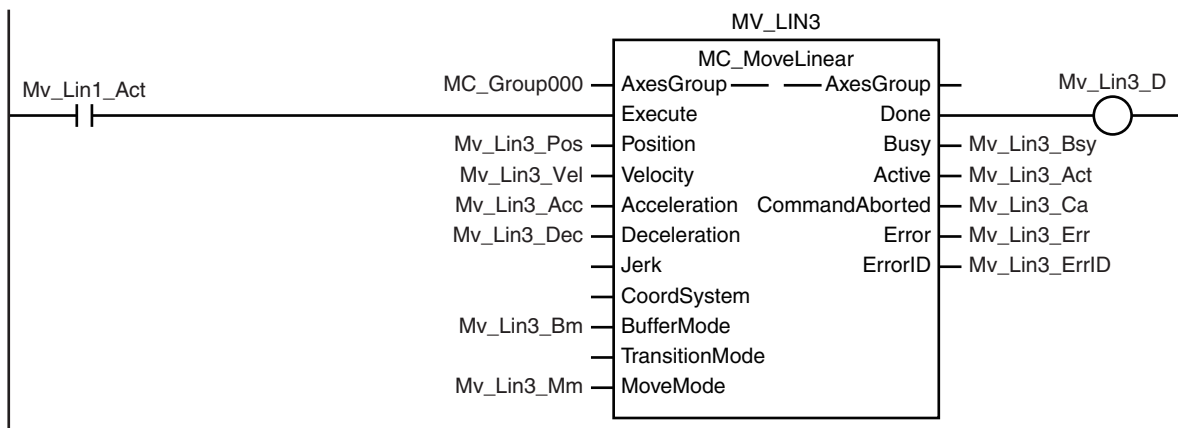 MV_LIN3
MC_MoveLinear
Mv_Lin1_Act
MC_Group000 AxesGroup AxesGroup Mv_Lin3_D
Execute Done
Mv_Lin3_Pos Position Busy Mv_Lin3_Bsy
Mv_Lin3_Vel Velocity Active Mv_Lin3_Act
Mv_Lin3_Acc Acceleration CommandAborted Mv_Lin3_Ca
Mv_Lin3_Dec Deceleration Error Mv_Lin3_Err
Jerk ErrorID Mv_Lin3_ErrID
CoordSystem
Mv_Lin3_Bm BufferMode
TransitionMode
Mv_Lin3_Mm MoveMode